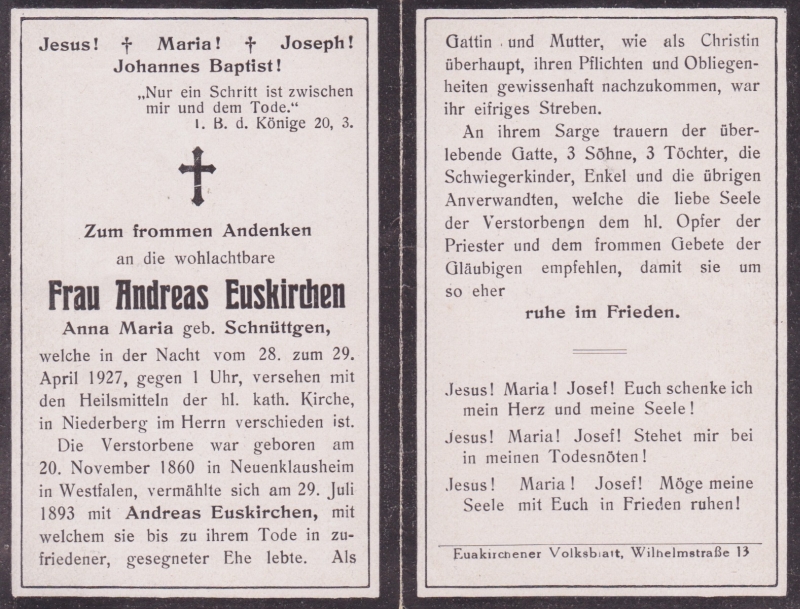 Jesus! † Maria! † Joseph!
Johannes Baptist!
„Nur ein Schritt ist zwischen
mir und dem Tode."
1. B. d. Könige 20, 3.
Zum frommen Andenken
an die wohlachtbare
Frau Andreas Euskirchen
Anna Maria geb. Schnüttgen,
welche in der Nacht vom 28. zum 29.
April 1927, gegen 1 Uhr, versehen mit
den Heilsmitteln der hl. kath. Kirche,
in Niederberg im Herrn verschieden ist.
Die Verstorbene war geboren am
20. November 1860 in Neuenklausheim
in Westfalen, vermählte sich am 29. Juli
1893 mit Andreas Euskirchen, mit
welchem sie bis zu ihrem Tode in zu-
friedener, gesegneter Ehe lebte. Als
Gattin und Mutter, wie als Christin
überhaupt, ihren Pflichten und Obliegen-
heiten gewissenhaft nachzukommen, war
ihr eifriges Streben.
An ihrem Sarge trauern der über-
lebende Gatte, 3 Söhne, 3 Töchter, die
Schwiegerkinder, Enkel und die übrigen
Anverwandten, welche die liebe Seele
der Verstorbenen dem hl. Opfer der
Priester und dem frommen Gebete der
Gläubigen empfehlen, damit sie um
so eher
ruhe im Frieden.
Jesus! Maria! Josef! Euch schenke ich
mein Herz und meine Seele!
Jesus! Maria! Josef! Stehet mir bei
in meinen Todesnöten!
Jesus! Maria! Josef! Möge meine
Seele mit Euch in Frieden ruhen!
Euakirchener Volksblatt, Wilhelmstraße 13